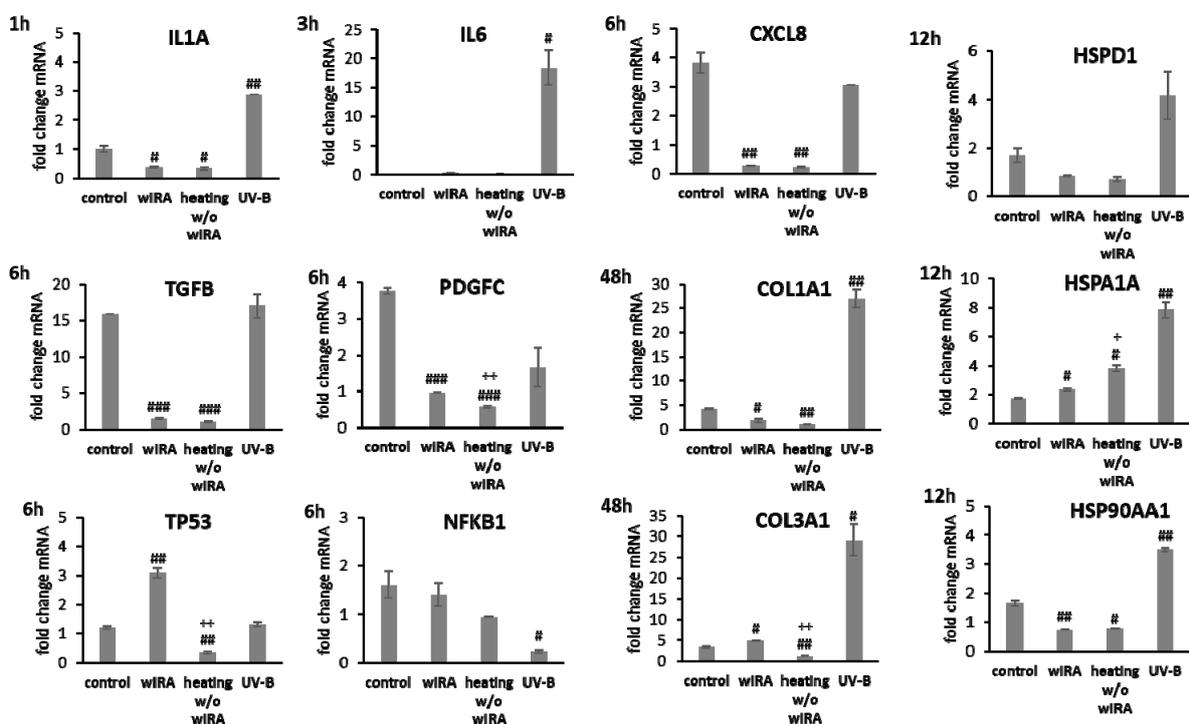 1h
IL1A
fold change mRNA
5
4
3
2
1
0
#
#
##
control
wIRA
heating
w/o
wIRA
UV-B
3h
IL6
fold change mRNA
25
20
15
10
5
0
#
control
wIRA
heating
w/o
wIRA
UV-B
6h
CXCL8
fold change mRNA
5
4
3
2
1
0
##
##
control
wIRA
heating
w/o
wIRA
UV-B
12h
HSPD1
fold change mRNA
6
4
2
0
control
wIRA
heating
w/o
wIRA
UV-B
6h
TGFB
fold change mRNA
20
15
10
5
0
###
###
control
wIRA
heating
w/o
wIRA
UV-B
6h
PDGFC
fold change mRNA
4
3
2
1
0
###
++
###
control
wIRA
heating
w/o
wIRA
UV-B
48h
COL1A1
fold change mRNA
30
25
20
15
10
5
0
#
##
##
control
wIRA
heating
w/o
wIRA
UV-B
12h
HSPA1A
fold change mRNA
10
8
6
4
2
0
#
+
#
##
control
wIRA
heating
w/o
wIRA
UV-B
6h
TP53
fold change mRNA
5
4
3
2
1
0
##
++
##
control
wIRA
heating
w/o
wIRA
UV-B
6h
NFKB1
fold change mRNA
3
2
1
0
#
control
wIRA
heating
w/o
wIRA
UV-B
48h
COL3A1
fold change mRNA
35
30
25
20
15
10
5
0
#
++
##
#
control
wIRA
heating
w/o
wIRA
UV-B
12h
HSP90AA1
fold change mRNA
5
4
3
2
1
0
##
#
##
control
wIRA
heating
w/o
wIRA
UV-B